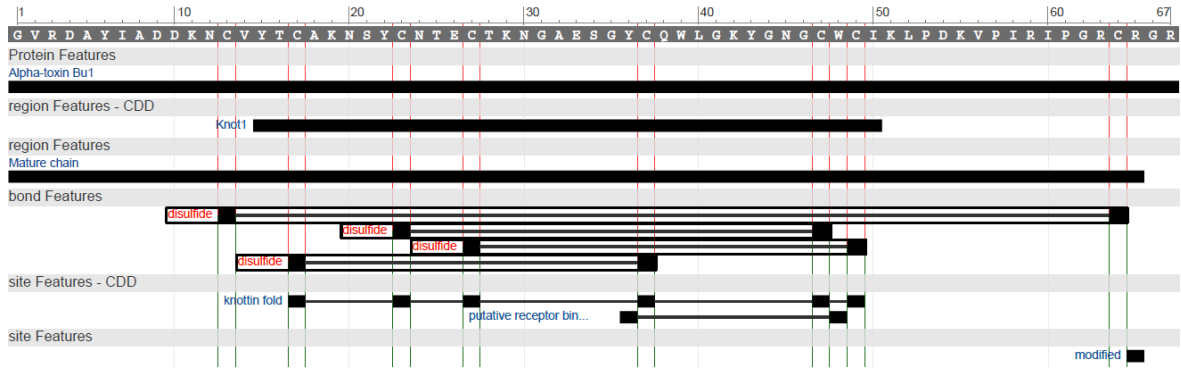 1 10 20 30 40 50 60 67
G V R D A Y I A D D K N C V Y T C A K N S Y C N T E C T K N G A E S G Y C Q W L G K Y G N G C W C I K L P D K V P I R I P G R C R G R
Protein Features
Alpha-toxin Bu1
region Features - CDD
Knot1
region Features
Mature chain
bond Features
disulfide
disulfide
disulfide
disulfide
site Features - CDD
knottin fold
putative receptor bin...
site Features
modified